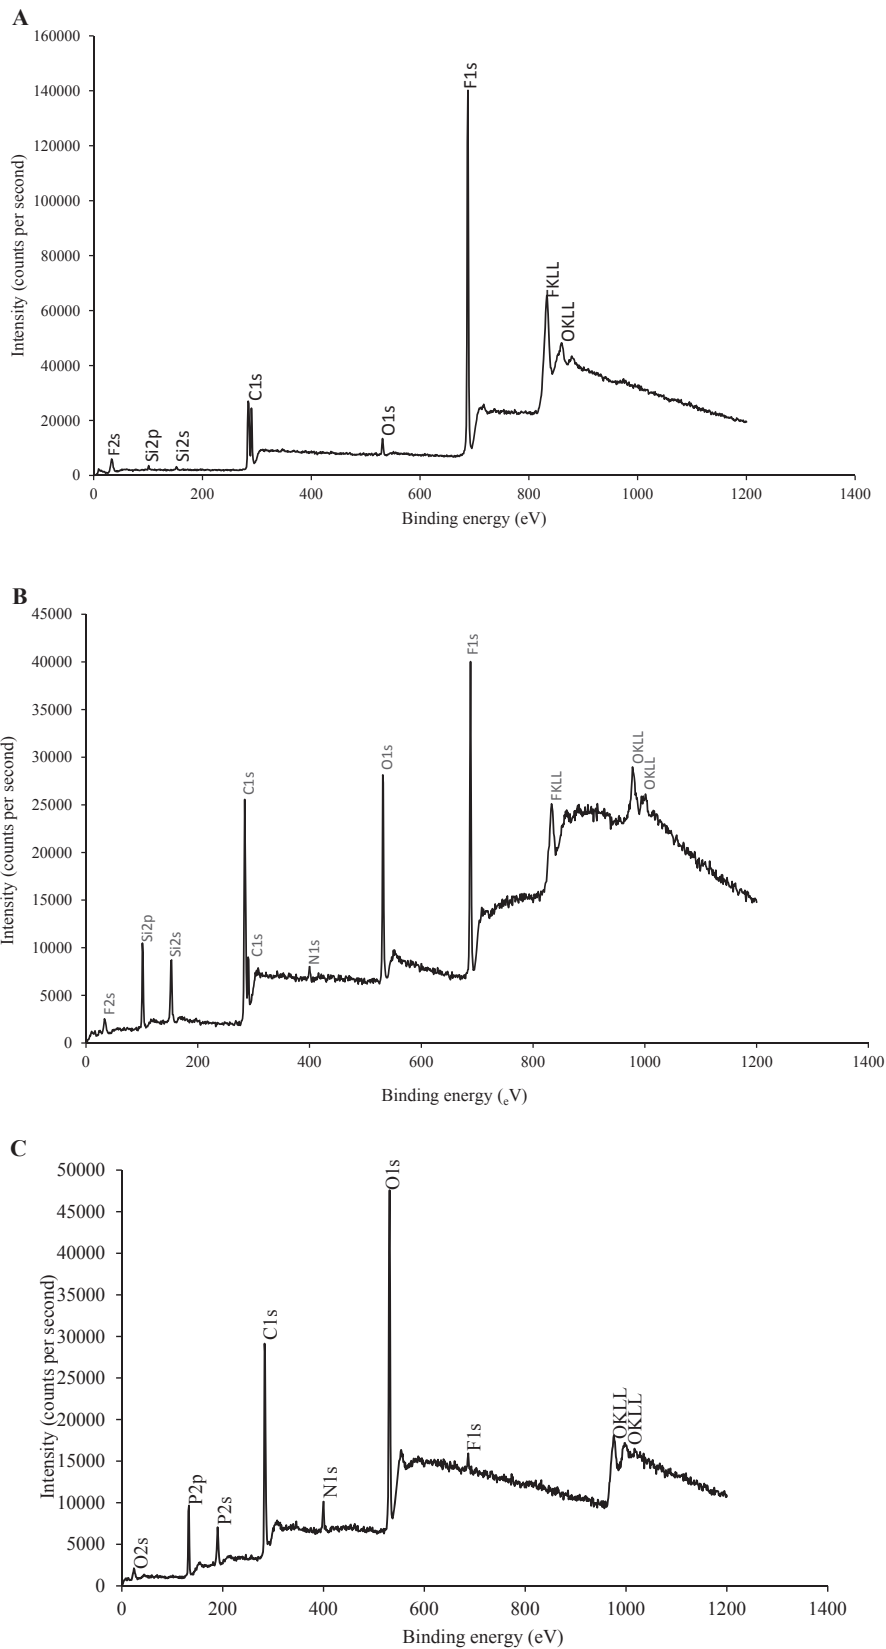 A
160000
140000
120000
100000
80000
60000
40000
20000
0
Intensity (counts per second)
F2s
Si2p
Si2s
C1s
O1s
F1s
FKLL
OKLL
0 200 400 600 800 1000 1200 1400
Binding energy (eV)
B
45000
40000
35000
30000
25000
20000
15000
10000
5000
0
Intensity (counts per second)
F2s
Si2p
Si2s
C1s
C1s
N1s
O1s
F1s
FKLL
OKLL
OKLL
0 200 400 600 800 1000 1200 1400
Binding energy (eV)
C
50000
45000
40000
35000
30000
25000
20000
15000
10000
5000
0
Intensity (counts per second)
O2s
P2p
P2s
C1s
N1s
O1s
F1s
OKLL
OKLL
0 200 400 600 800 1000 1200 1400
Binding energy (eV)